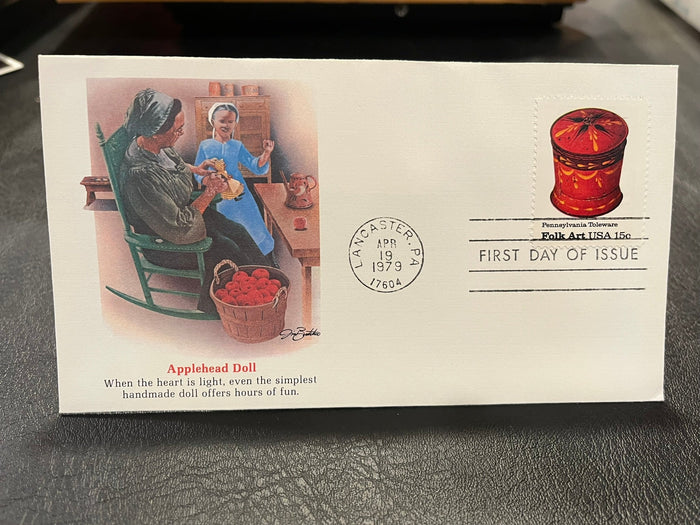 Applehead Doll
When the heart is light, even the simplest
handmade doll offers hours of fun.
LANCASTER, PA
APR
19
1979
17604
Pennsylvania Toleware
Folk Art USA 15c
FIRST DAY OF ISSUE